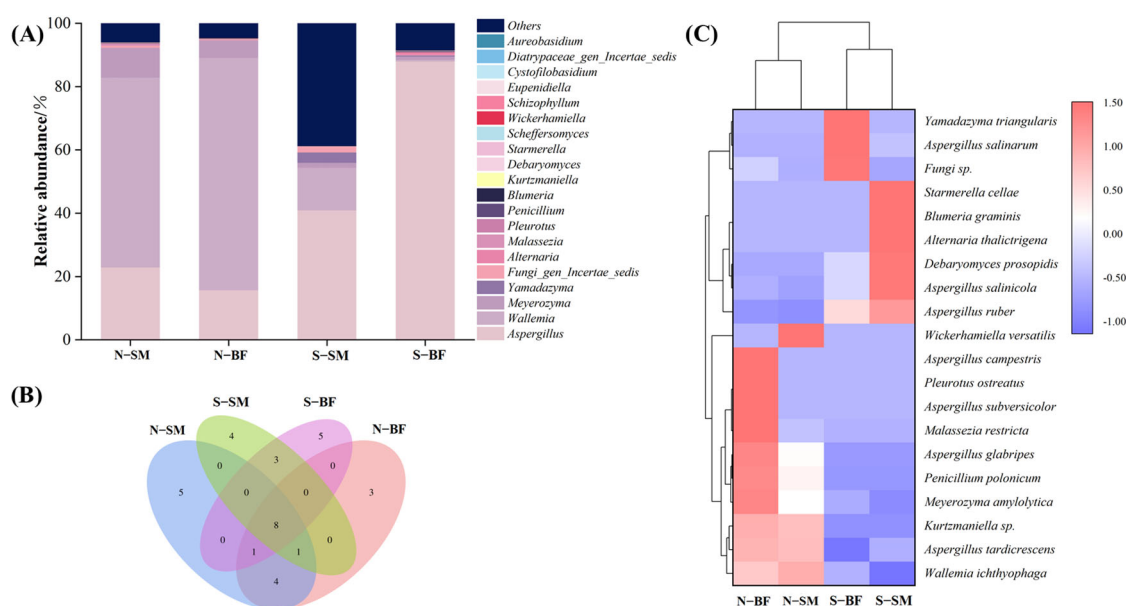 (A)
Relative abundance/%
100
80
60
40
20
0
N−SM
N−BF
S−SM
S−BF
Others
Aureobasidium
Diatrypaceae_gen_Incertae_sedis
Cystofilobasidium
Eupenidiella
Schizophyllum
Wickerhamiella
Scheffersomyces
Starmerella
Debaryomyces
Kurtzmaniella
Blumeria
Penicillium
Pleurotus
Malassezia
Alternaria
Fungi_gen_Incertae_sedis
Yamadazyma
Meyerozyma
Wallemia
Aspergillus
(B)
S−SM
S−BF
N−SM
N−BF
4
5
0
3
0
5
0
0
3
8
0
1
1
0
4
(C)
Yamadazyma triangularis
Aspergillus salinarum
Fungi sp.
Starmerella cellae
Blumeria graminis
Alternaria thalictrigena
Debaryomyces prosopidis
Aspergillus salinicola
Aspergillus ruber
Wickerhamiella versatilis
Aspergillus campestris
Pleurotus ostreatus
Aspergillus subversicolor
Malassezia restricta
Aspergillus glabripes
Penicillium polonicum
Meyerozyma amylolytica
Kurtzmaniella sp.
Aspergillus tardicrescens
Wallemia ichthyophaga
N−BF
N−SM
S−BF
S−SM
1.50
1.00
0.50
0.00
-0.50
-1.00